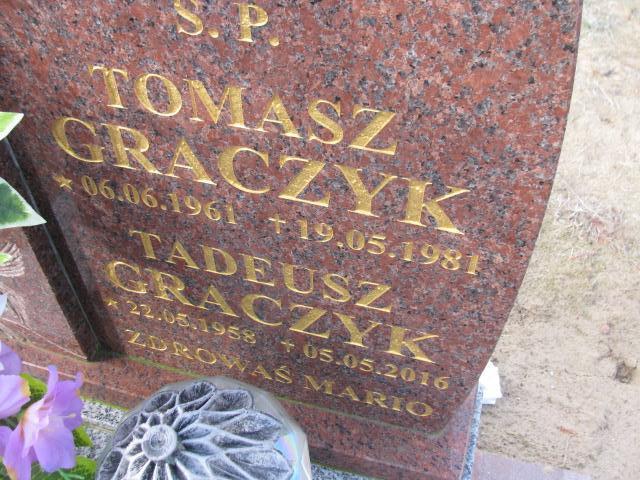 Ś. P.
TOMASZ
GRACZYK
* 06.06.1961 + 19.05.1981
TADEUSZ
GRACZYK
* 22.05.1958 + 05.05.2016
ZDROWAŚ MARIO